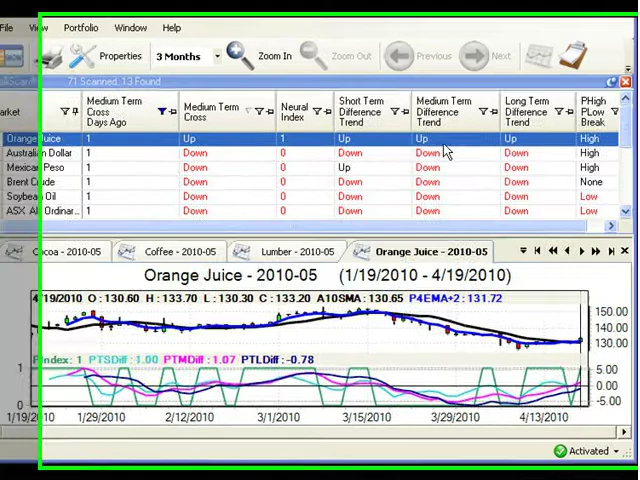 File View Portfolio Window Help
Properties 3 Months Zoom In Zoom Out Previous Next
71 Scanned, 13 Found
arket Medium Term Cross Days Ago Medium Term Cross Neural Index Short Term Difference Trend Medium Term Difference Trend Long Term Difference Trend PHigh PLow Break
Orange Juice 1 Up 1 Up Up Up High
Australian Dollar 1 Down 0 Down Down Down High
Mexican Peso 1 Down 0 Up Down Down High
Brent Crude 1 Down 0 Down Down Down None
Soybean Oil 1 Down 0 Down Down Down Low
ASX All Ordinar... 1 Down 0 Down Down Down Low
Cocoa - 2010-05 Coffee - 2010-05 Lumber - 2010-05 Orange Juice - 2010-05
Orange Juice - 2010-05 (1/19/2010 - 4/19/2010)
4/19/2010 O : 130.60 H : 133.70 L : 130.30 C : 133.20 A10SMA : 130.65 P4EMA+2 : 131.72
150.00
140.00
130.00
PIndex : 1 PTSDiff : 1.00 PTMDiff : 1.07 PTLDiff : -0.78
1 5.00
0.00
0 -5.00
1/19/2010 1/29/2010 2/12/2010 3/1/2010 3/15/2010 3/29/2010 4/13/2010
Activated